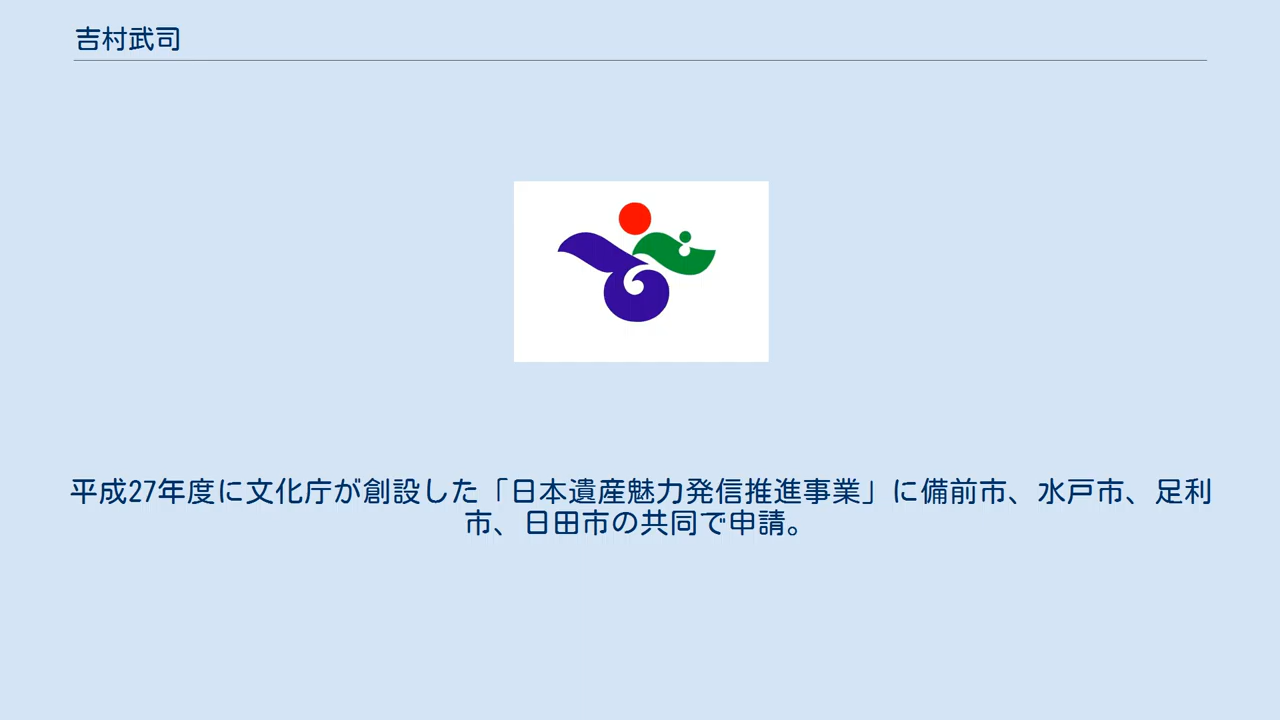 吉村武司
平成27年度に文化庁が創設した「日本遺産魅力発信推進事業」に備前市、水戸市、足利
市、日田市の共同で申請。